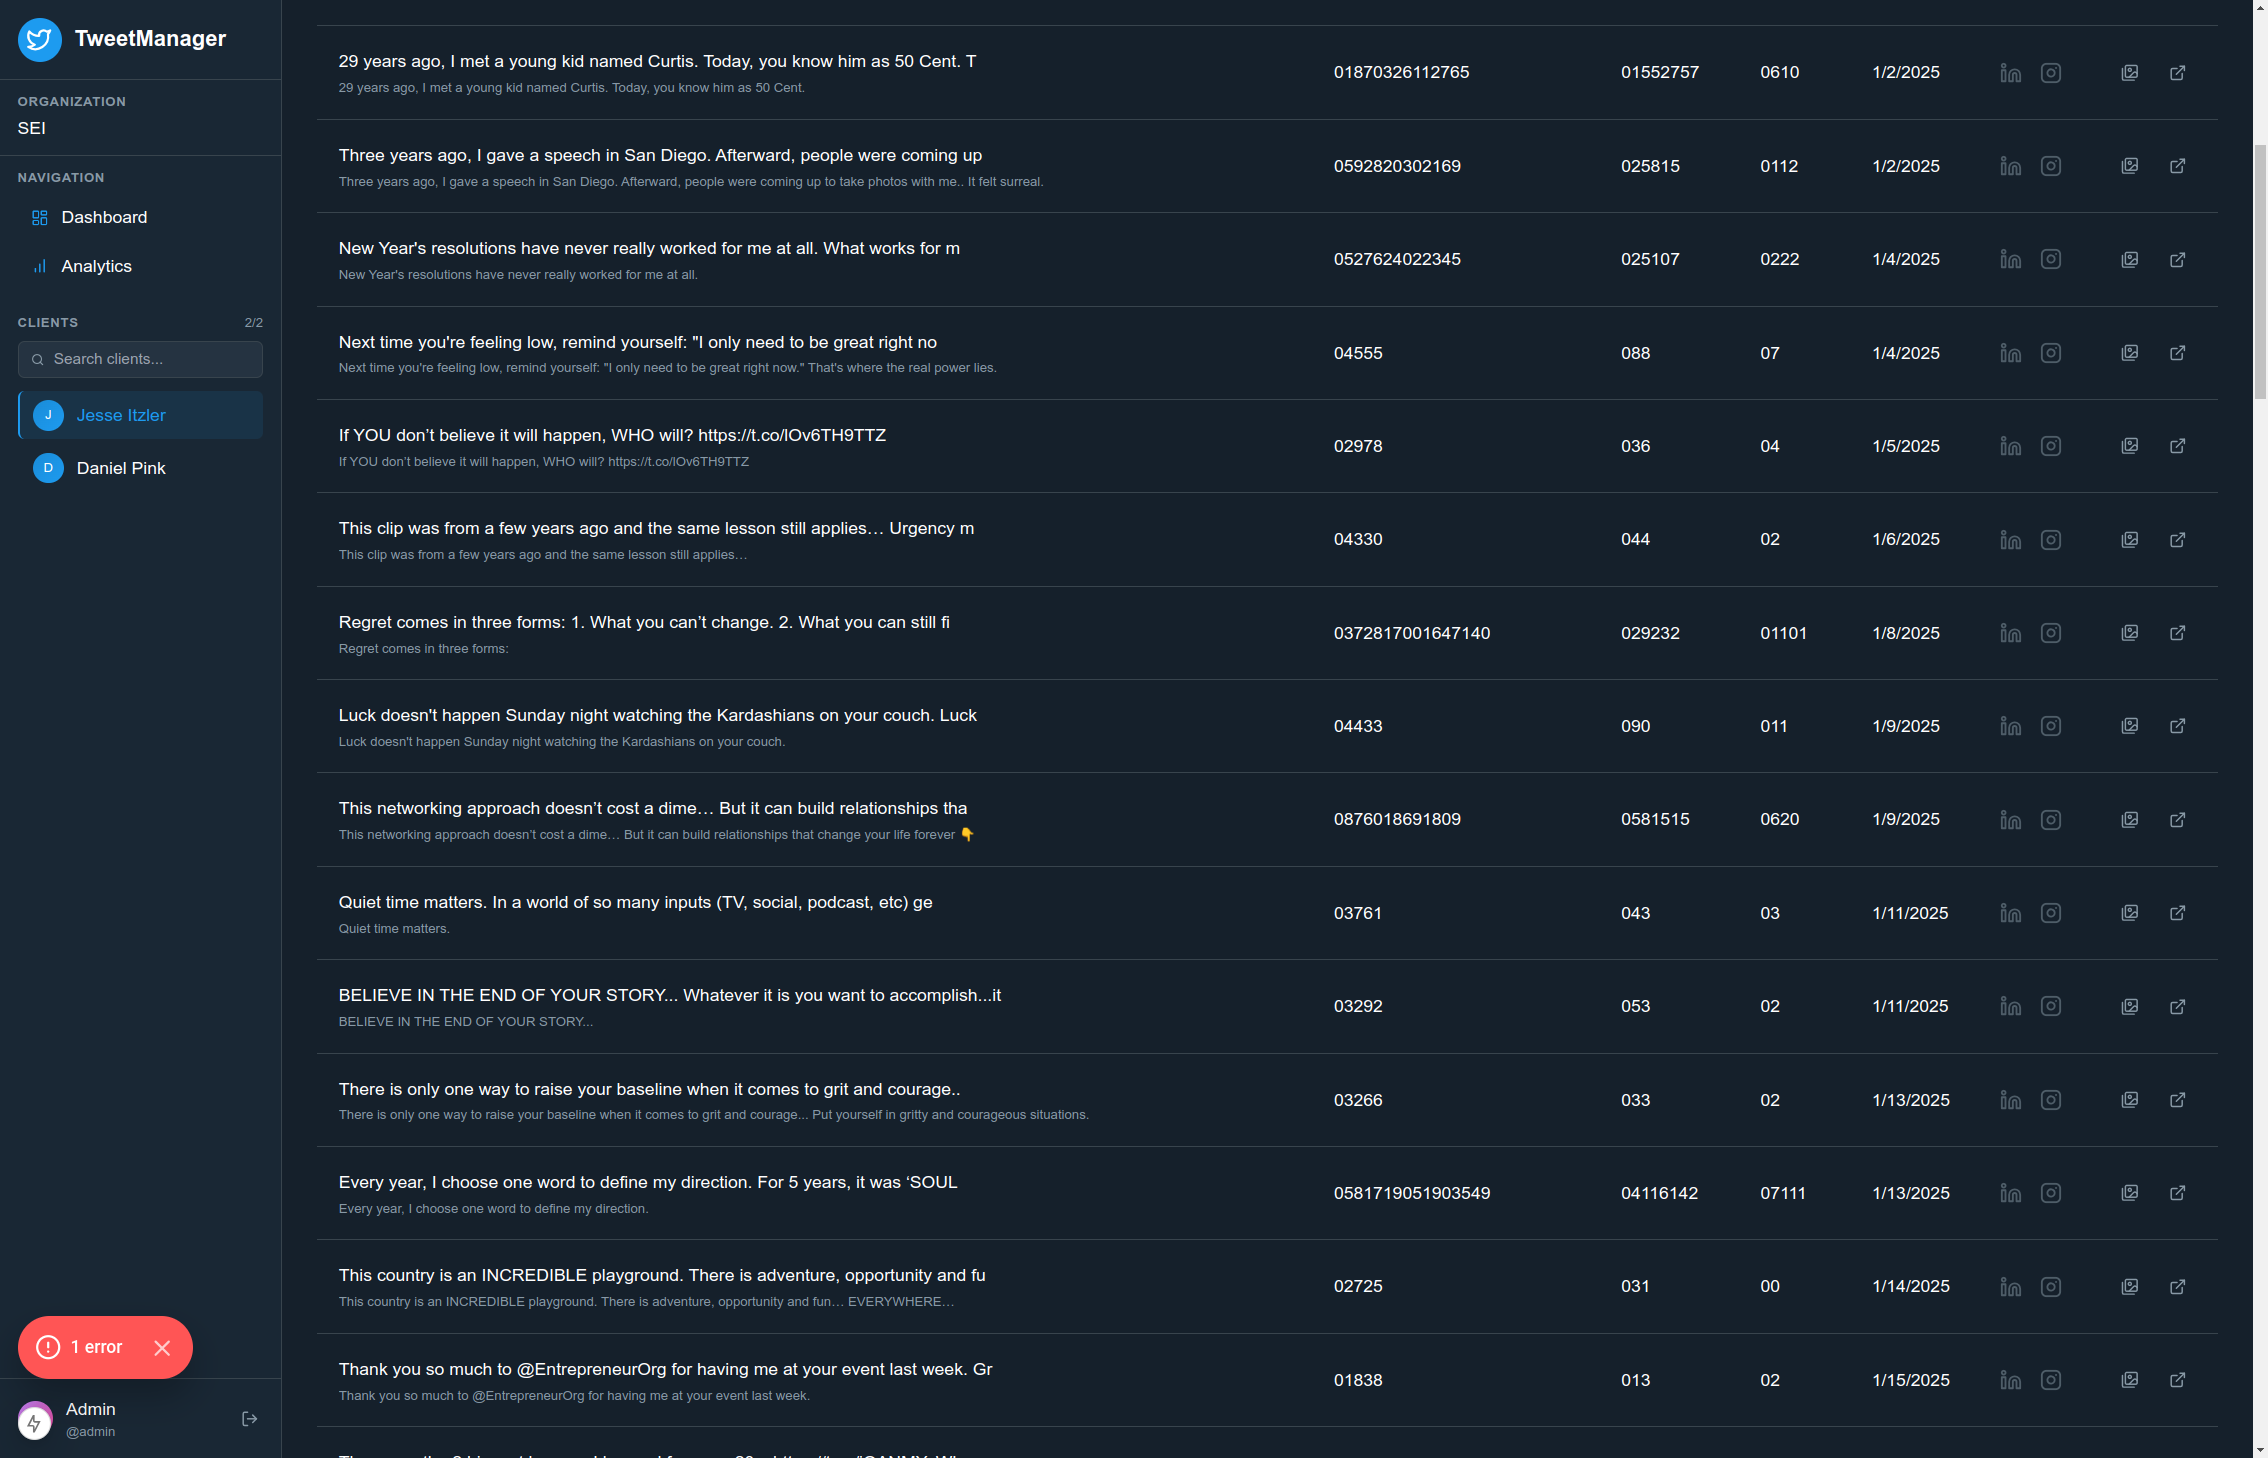 TweetManager
ORGANIZATION
SEI
NAVIGATION
Dashboard
Analytics
CLIENTS 2/2
Search clients...
J Jesse Itzler
D Daniel Pink
1 error
Admin
@admin
29 years ago, I met a young kid named Curtis. Today, you know him as 50 Cent. T
29 years ago, I met a young kid named Curtis. Today, you know him as 50 Cent.
01870326112765 01552757 0610 1/2/2025
Three years ago, I gave a speech in San Diego. Afterward, people were coming up
Three years ago, I gave a speech in San Diego. Afterward, people were coming up to take photos with me.. It felt surreal.
0592820302169 025815 0112 1/2/2025
New Year's resolutions have never really worked for me at all. What works for m
New Year's resolutions have never really worked for me at all.
0527624022345 025107 0222 1/4/2025
Next time you're feeling low, remind yourself: "I only need to be great right no
Next time you're feeling low, remind yourself: "I only need to be great right now." That's where the real power lies.
04555 088 07 1/4/2025
If YOU don’t believe it will happen, WHO will? https://t.co/lOv6TH9TTZ
If YOU don’t believe it will happen, WHO will? https://t.co/lOv6TH9TTZ
02978 036 04 1/5/2025
This clip was from a few years ago and the same lesson still applies… Urgency m
This clip was from a few years ago and the same lesson still applies…
04330 044 02 1/6/2025
Regret comes in three forms: 1. What you can’t change. 2. What you can still fi
Regret comes in three forms:
0372817001647140 029232 01101 1/8/2025
Luck doesn't happen Sunday night watching the Kardashians on your couch. Luck
Luck doesn't happen Sunday night watching the Kardashians on your couch.
04433 090 011 1/9/2025
This networking approach doesn’t cost a dime… But it can build relationships tha
This networking approach doesn’t cost a dime… But it can build relationships that change your life forever 👇
0876018691809 0581515 0620 1/9/2025
Quiet time matters. In a world of so many inputs (TV, social, podcast, etc) ge
Quiet time matters.
03761 043 03 1/11/2025
BELIEVE IN THE END OF YOUR STORY... Whatever it is you want to accomplish...it
BELIEVE IN THE END OF YOUR STORY...
03292 053 02 1/11/2025
There is only one way to raise your baseline when it comes to grit and courage..
There is only one way to raise your baseline when it comes to grit and courage... Put yourself in gritty and courageous situations.
03266 033 02 1/13/2025
Every year, I choose one word to define my direction. For 5 years, it was ‘SOUL
Every year, I choose one word to define my direction.
0581719051903549 04116142 07111 1/13/2025
This country is an INCREDIBLE playground. There is adventure, opportunity and fu
This country is an INCREDIBLE playground. There is adventure, opportunity and fun… EVERYWHERE…
02725 031 00 1/14/2025
Thank you so much to @EntrepreneurOrg for having me at your event last week. Gr
Thank you so much to @EntrepreneurOrg for having me at your event last week.
01838 013 02 1/15/2025